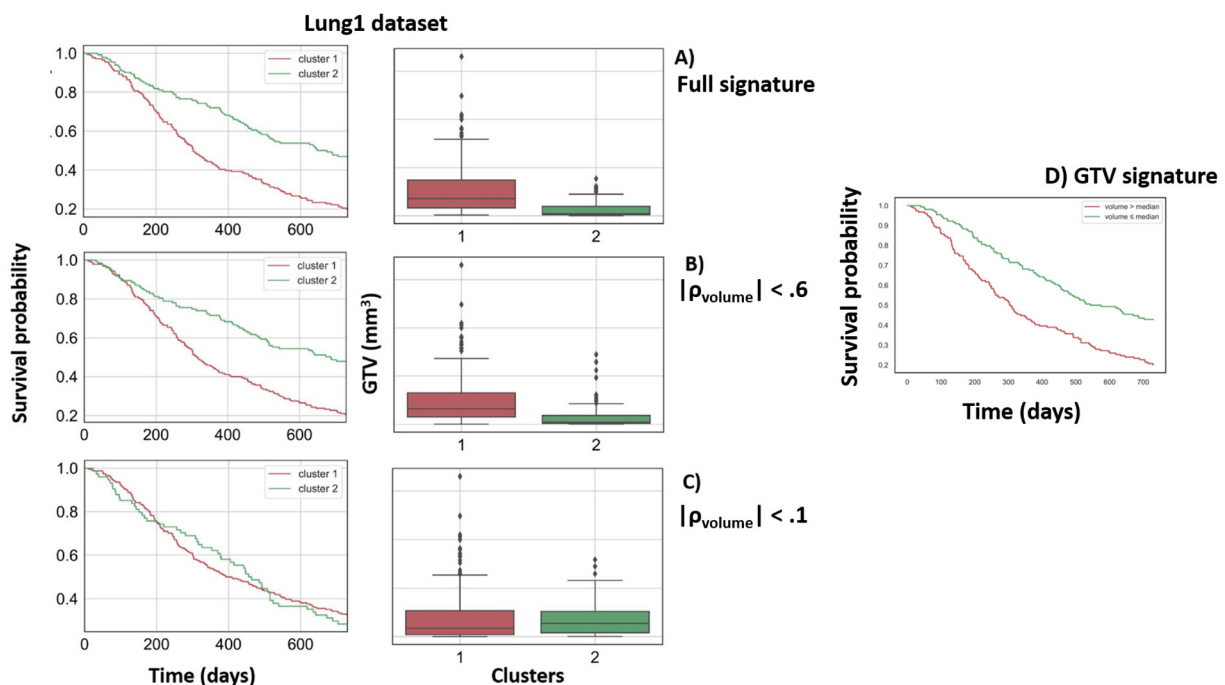 Lung1 dataset
1.0
0.8
0.6
0.4
0.2
0
200
400
600
cluster 1
cluster 2
1
2
A)
Full signature
Survival probability
1.0
0.8
0.6
0.4
0.2
0
200
400
600
cluster 1
cluster 2
GTV (mm³)
1
2
B)
|ρvolume| < .6
1.0
0.8
0.6
0.4
0
200
400
600
cluster 1
cluster 2
Time (days)
1
2
Clusters
C)
|ρvolume| < .1
D) GTV signature
Survival probability
1.0
0.9
0.8
0.7
0.6
0.5
0.4
0.3
0.2
0
100
200
300
400
500
600
700
volume > median
volume ≤ median
Time (days)